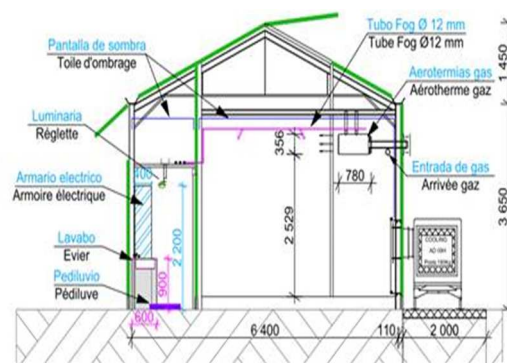 Pantalla de sombra
Toile d'ombrage
Tubo Fog Ø 12 mm
Tube Fog Ø12 mm
Aerotermias gas
Aérotherme gaz
Luminaria
Réglette
Entrada de gas
Arrivée gaz
Armario electrico
Armoire électrique
Lavabo
Evier
Pediluvio
Pédiluve
1 450
3 650
356
780
400
2 529
2 200
900
600
6 400
110
2 000
COOLING
AD 09H